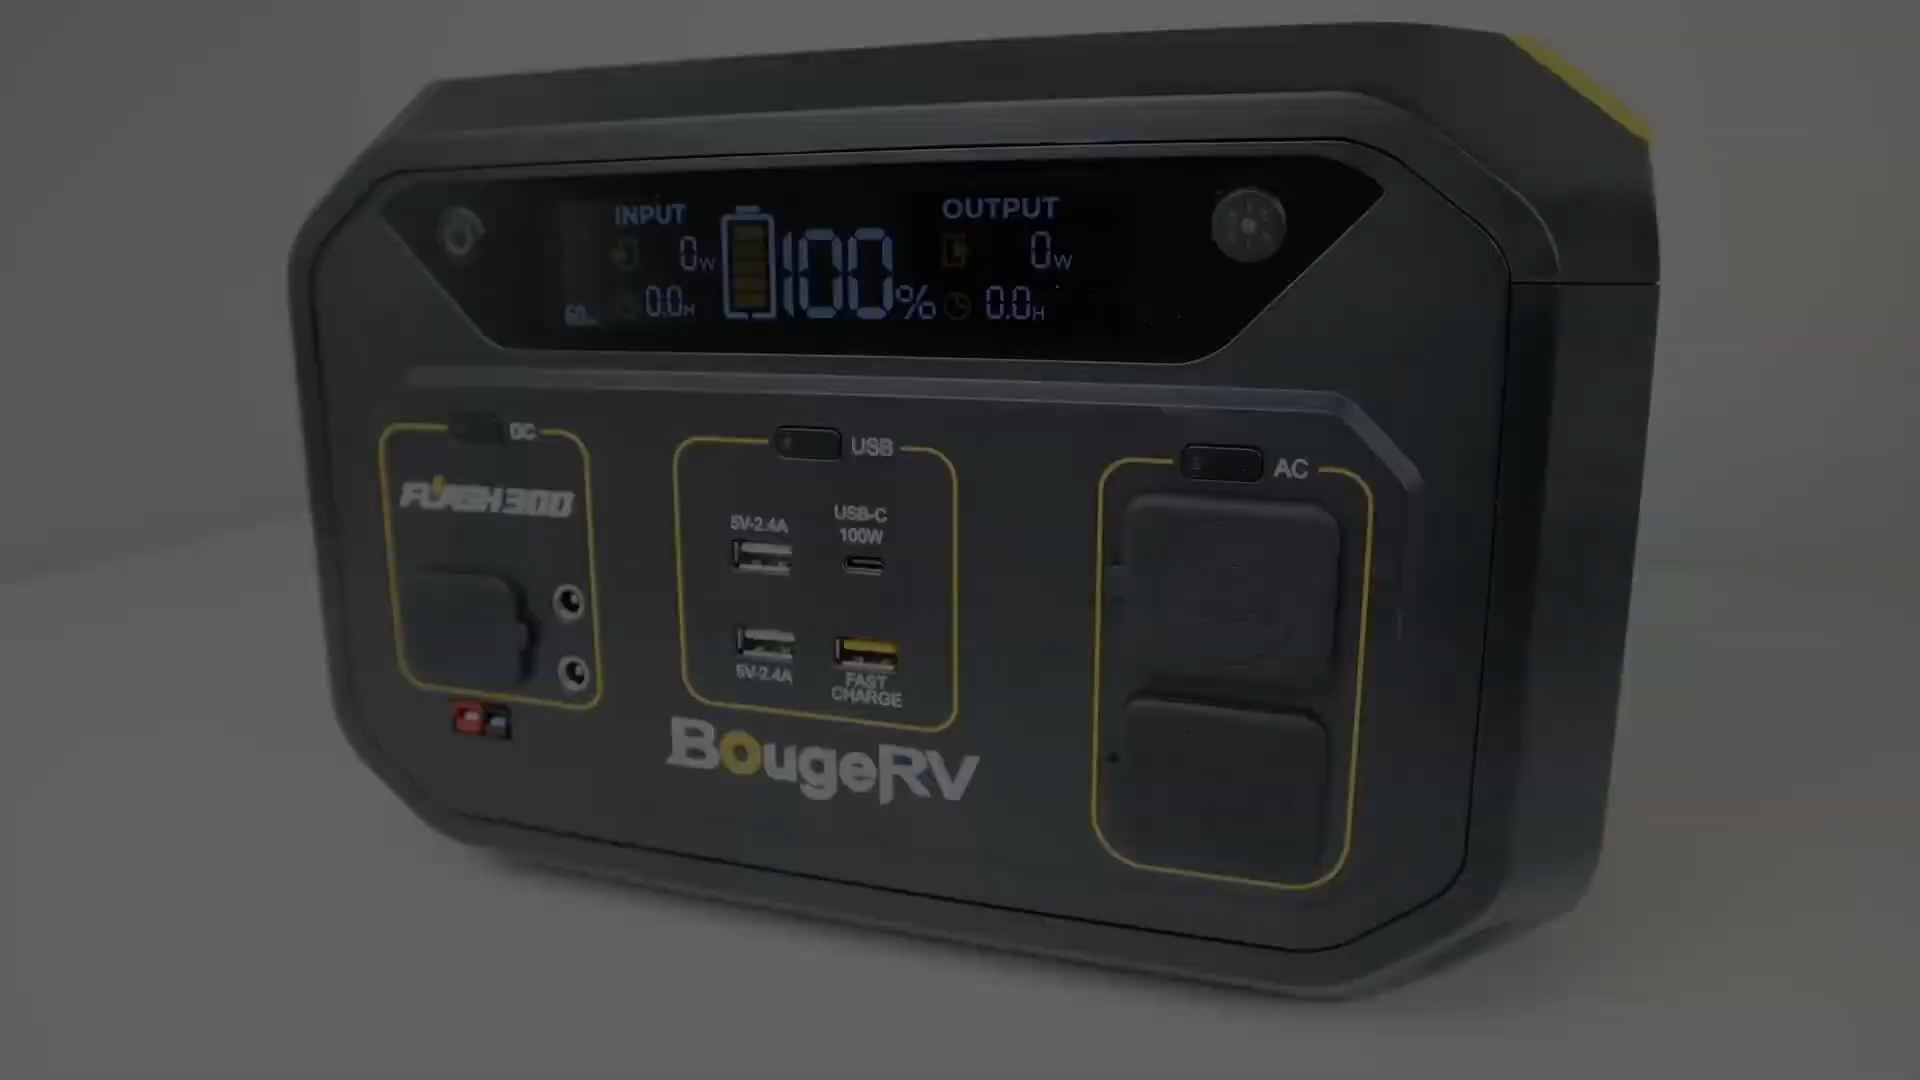 INPUT
0W
0.0H
100%
OUTPUT
0W
0.0H
DC
FLASH300
USB
5V-2.4A
USB-C
100W
5V-2.4A
FAST
CHARGE
AC
BougeRV